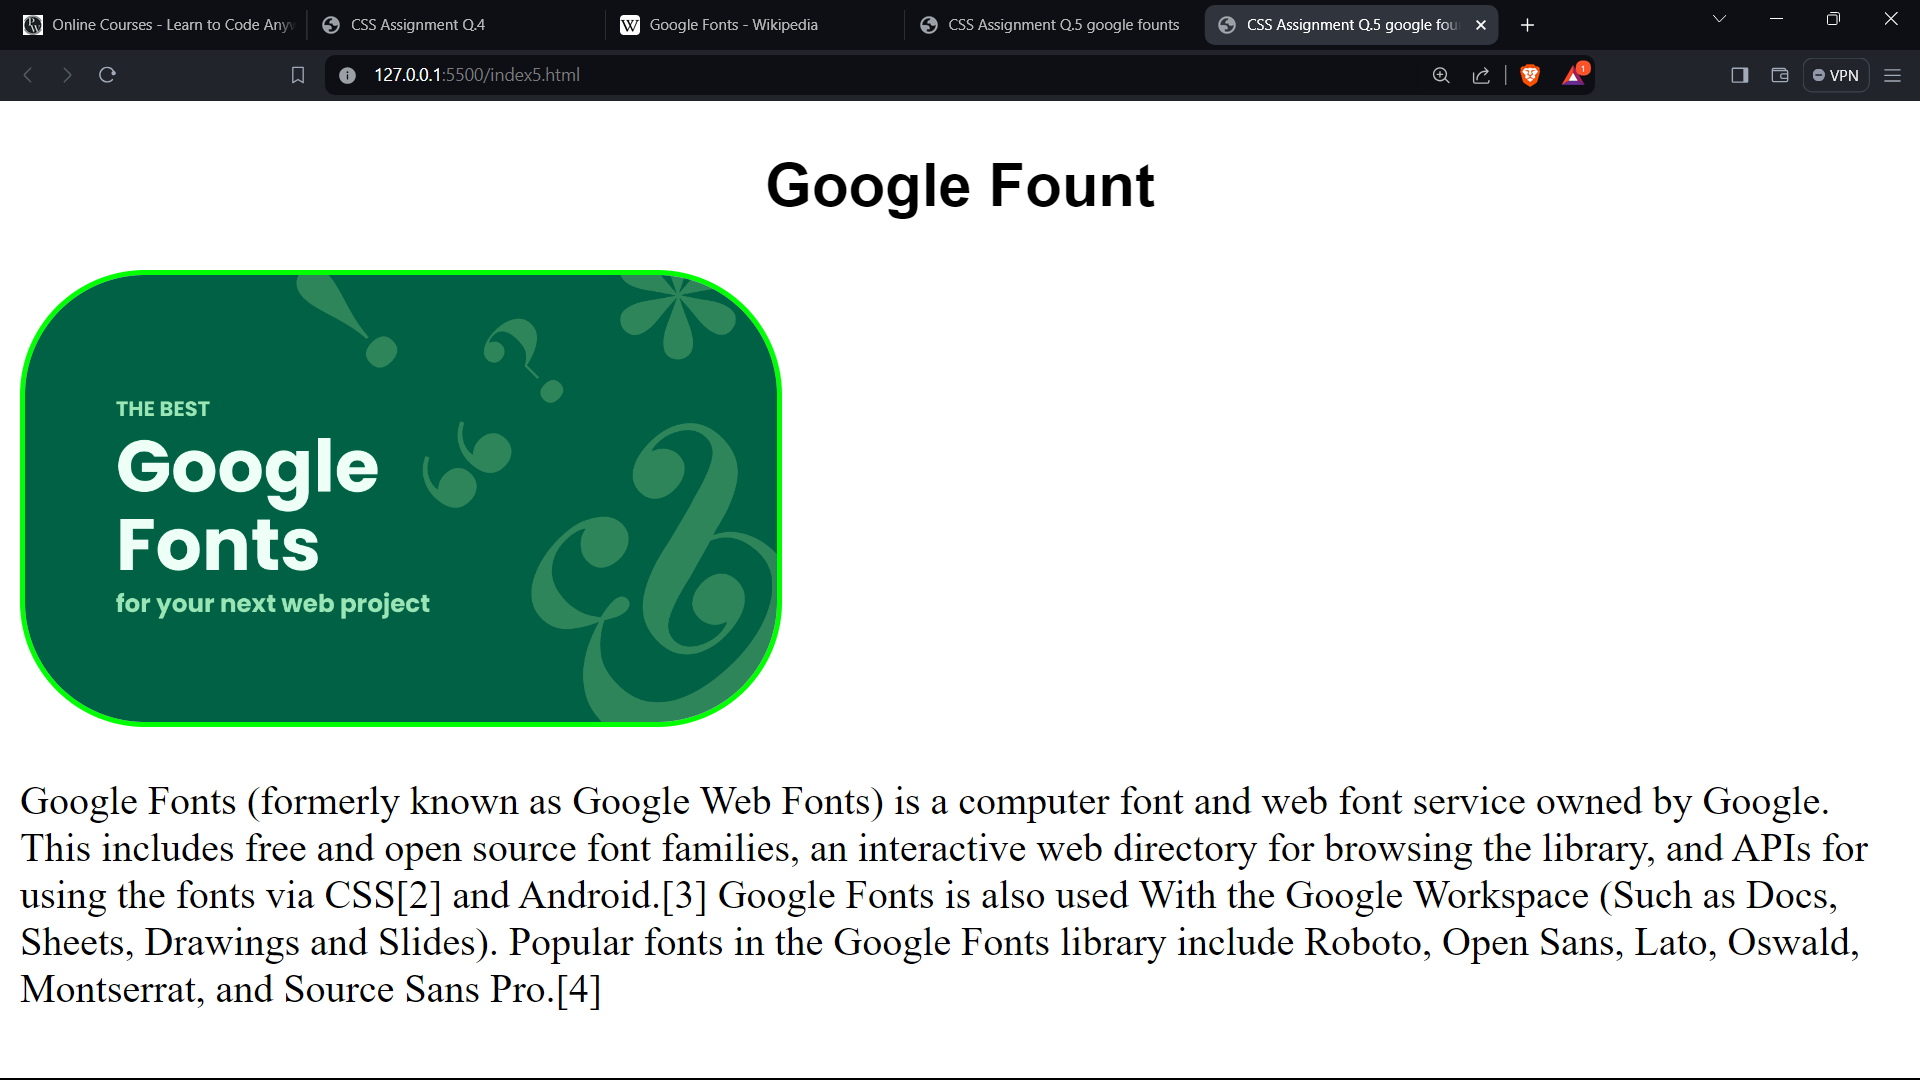 Online Courses - Learn to Code Any
CSS Assignment Q.4
Google Fonts - Wikipedia
CSS Assignment Q.5 google founts
CSS Assignment Q.5 google fou
127.0.0.1:5500/index5.html
1
VPN
Google Fount
THE BEST
Google
Fonts
for your next web project
Google Fonts (formerly known as Google Web Fonts) is a computer font and web font service owned by Google.
This includes free and open source font families, an interactive web directory for browsing the library, and APIs for
using the fonts via CSS[2] and Android.[3] Google Fonts is also used With the Google Workspace (Such as Docs,
Sheets, Drawings and Slides). Popular fonts in the Google Fonts library include Roboto, Open Sans, Lato, Oswald,
Montserrat, and Source Sans Pro.[4]